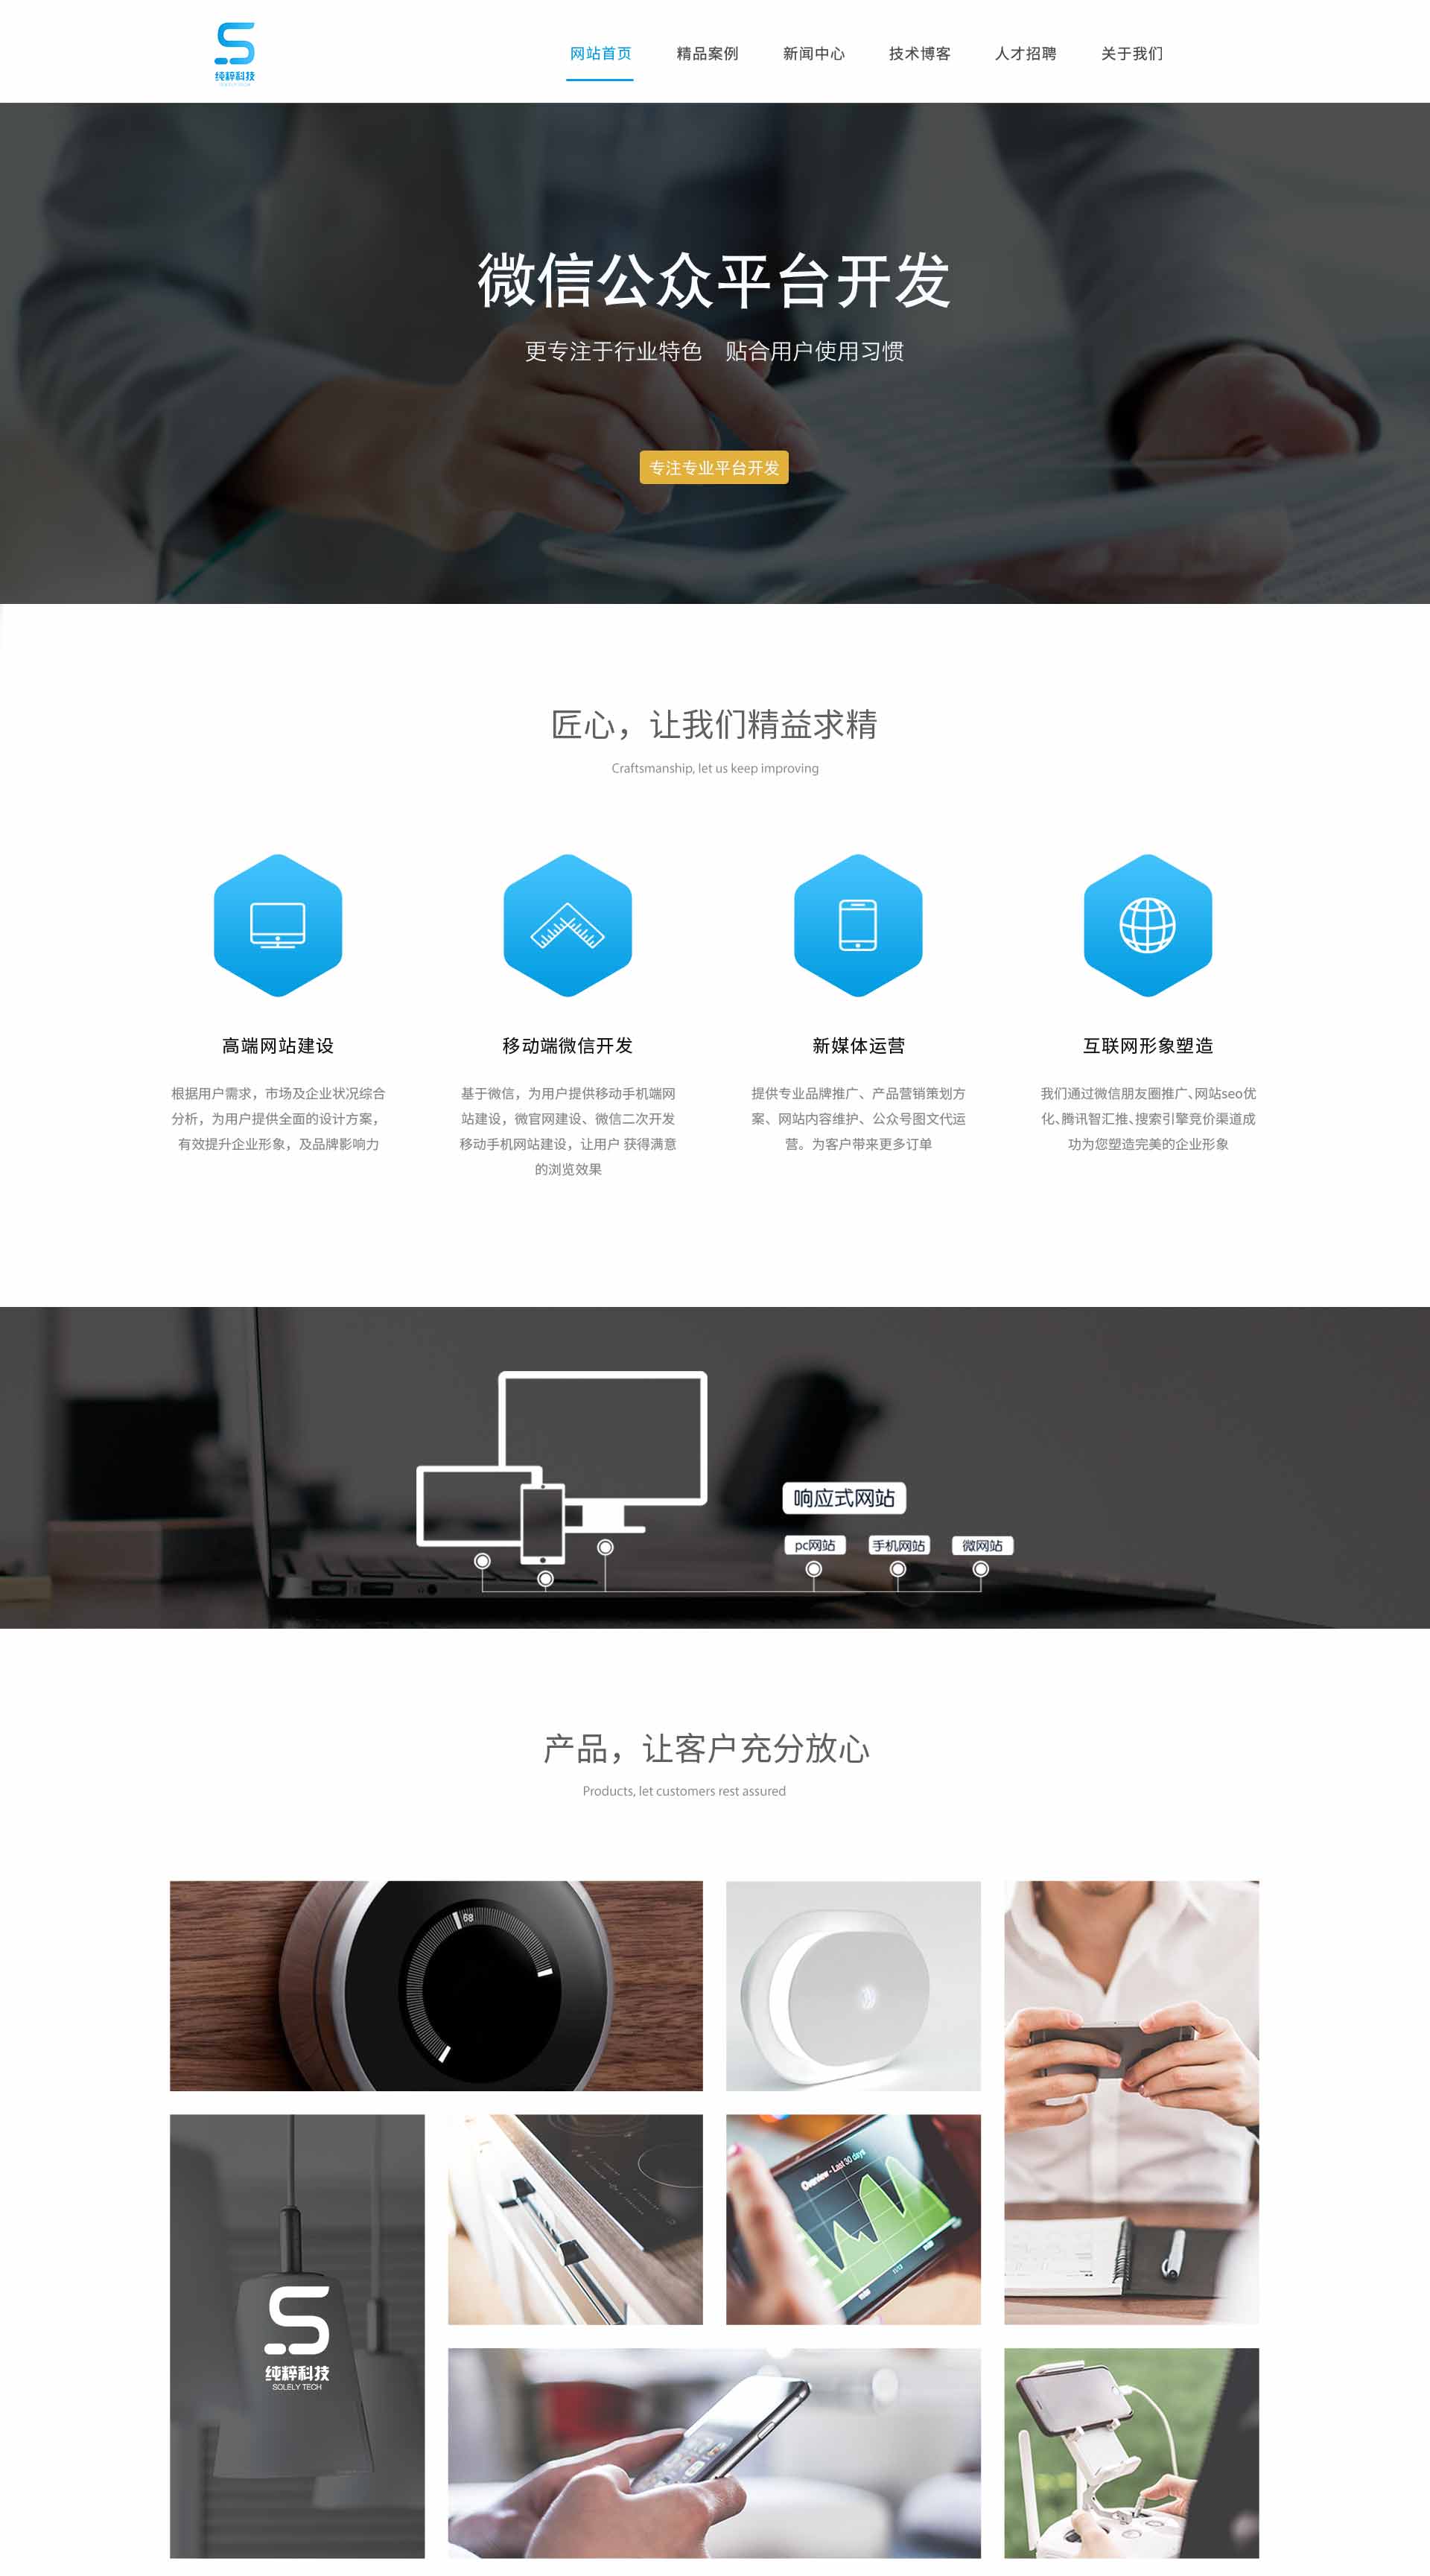 纯粹科技
网站首页 精品案例 新闻中心 技术博客 人才招聘 关于我们
微信公众平台开发
更专注于行业特色 贴合用户使用习惯
专注专业平台开发
匠心，让我们精益求精
Craftsmanship, let us keep improving
高端网站建设
根据用户需求，市场及企业状况综合
分析，为用户提供全面的设计方案，
有效提升企业形象，及品牌影响力
移动端微信开发
基于微信，为用户提供移动手机端网
站建设，微官网建设、微信二次开发
移动手机网站建设，让用户 获得满意
的浏览效果
新媒体运营
提供专业品牌推广、产品营销策划方
案、网站内容维护、公众号图文代运
营。为客户带来更多订单
互联网形象塑造
我们通过微信朋友圈推广、网站seo优
化、腾讯智汇推、搜索引擎竞价渠道成
功为您塑造完美的企业形象
响应式网站
pc网站 手机网站 微网站
产品，让客户充分放心
Products, let customers rest assured
68
Overview - Last 30 days
纯粹科技
SOLELY TECH